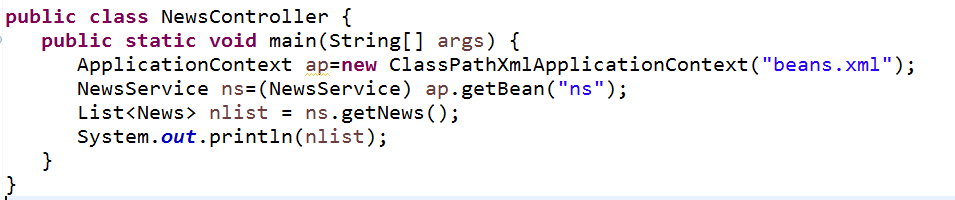 public class NewsController {
public static void main(String[] args) {
ApplicationContext ap=new ClassPathXmlApplicationContext("beans.xml");
NewsService ns=(NewsService) ap.getBean("ns");
List<News> nlist = ns.getNews();
System.out.println(nlist);
}
}